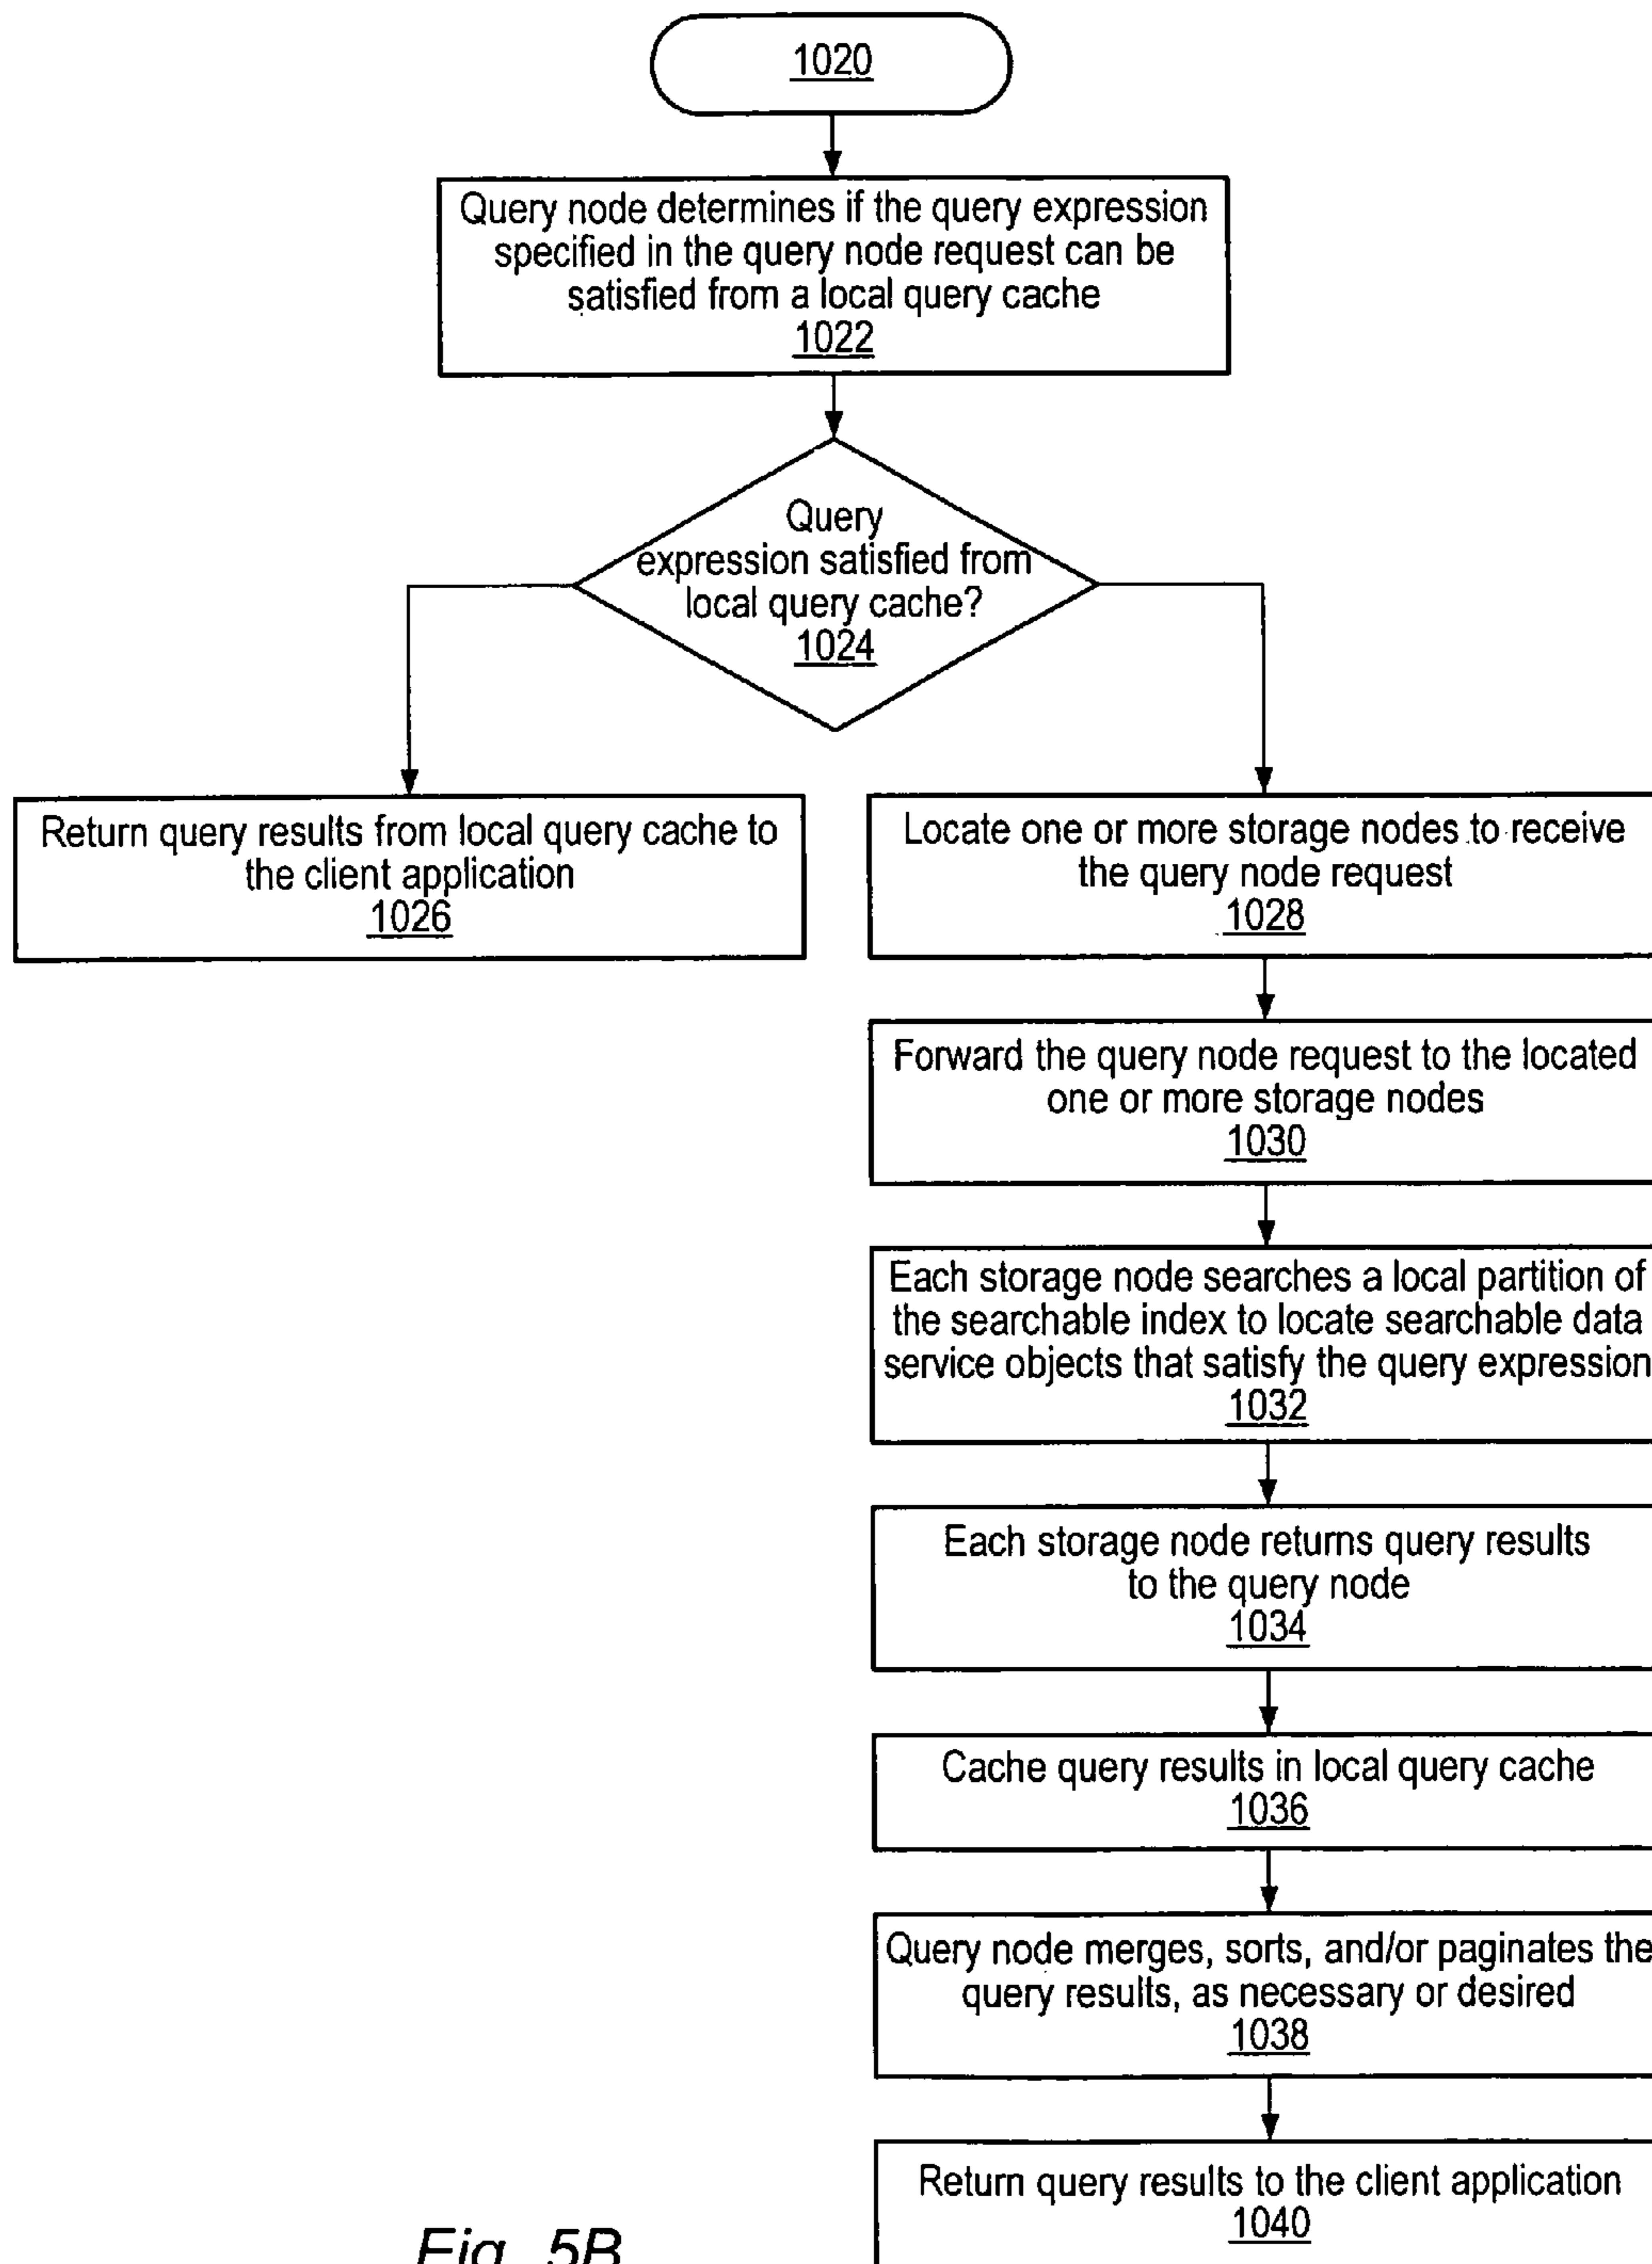 1020
Query node determines if the query expression
specified in the query node request can be
satisfied from a local query cache
1022
Query
expression satisfied from
local query cache?
1024
Return query results from local query cache to
the client application
1026
Locate one or more storage nodes to receive
the query node request
1028
Forward the query node request to the located
one or more storage nodes
1030
Each storage node searches a local partition of
the searchable index to locate searchable data
service objects that satisfy the query expression
1032
Each storage node returns query results
to the query node
1034
Cache query results in local query cache
1036
Query node merges, sorts, and/or paginates the
query results, as necessary or desired
1038
Return query results to the client application
1040
Fig. 5B